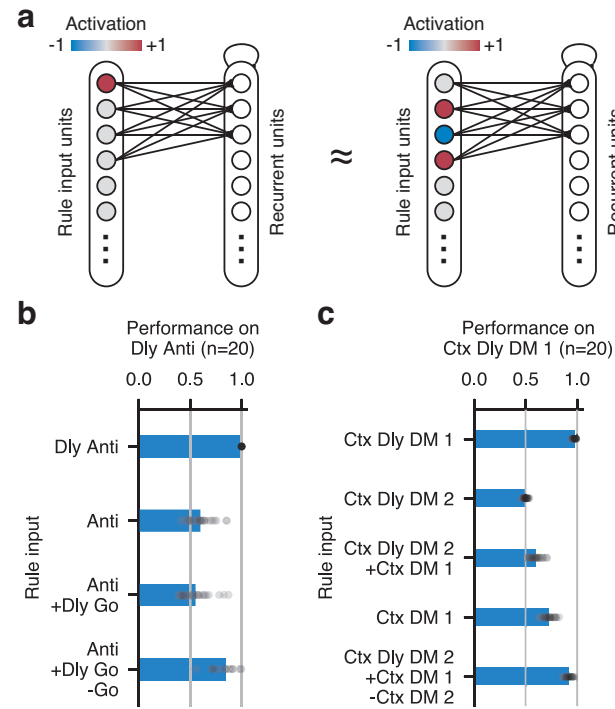 a
Activation
-1 +1
Rule input units
Recurrent units
≈
Activation
-1 +1
Rule input units
Recurrent units
b
Performance on
Dly Anti (n=20)
0.0 0.5 1.0
Rule input
Dly Anti
Anti
Anti
+Dly Go
Anti
+Dly Go
-Go
c
Performance on
Ctx Dly DM 1 (n=20)
0.0 0.5 1.0
Rule input
Ctx Dly DM 1
Ctx Dly DM 2
Ctx Dly DM 2
+Ctx DM 1
Ctx DM 1
Ctx Dly DM 2
+Ctx DM 1
-Ctx DM 2